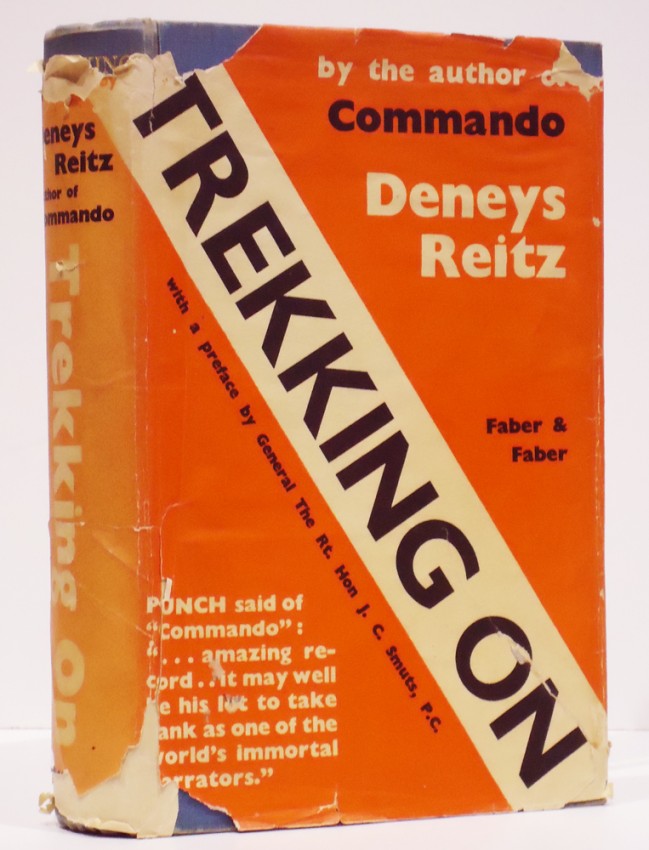 by the author of
Commando
Deneys
Reitz
TREKKING ON
with a preface by General The Rt. Hon J. C. Smuts, P.C.
Faber &
Faber
PUNCH said of
"Commando":
"... amazing re-
cord .. it may well
be his lot to take
rank as one of the
world's immortal
narrators."
Deneys
Reitz
author of
Commando
Trekking On